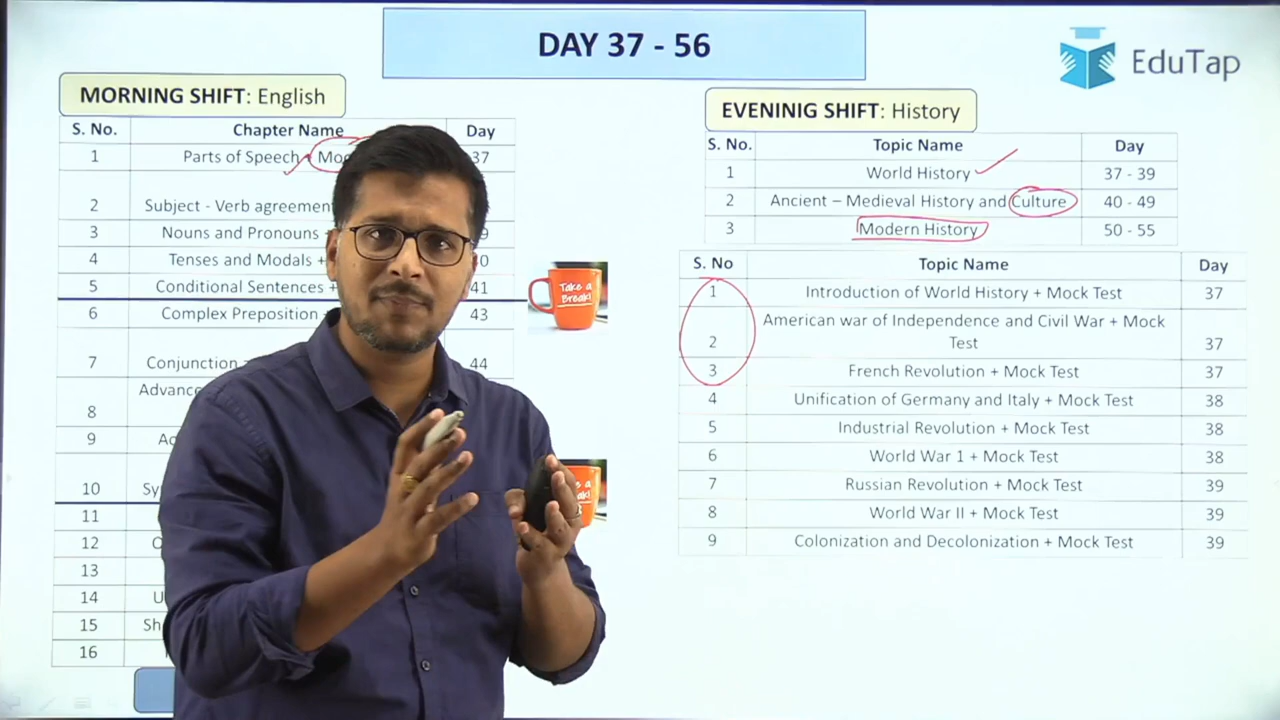 DAY 37 - 56
EduTap
MORNING SHIFT: English
S. No. Chapter Name Day
1 Parts of Speech 37
2 Subject - Verb
3 Nouns and Pronouns
4 Tenses and Modals +
5 Conditional Sentences + 41
6 Complex Preposition 43
7 Conjunction 44
8
9
10
11
12
13
14
15
16
Take a
Break!
EVENINIG SHIFT: History
S. No. Topic Name Day
1 World History 37 - 39
2 Ancient – Medieval History and Culture 40 - 49
3 Modern History 50 - 55
S. No Topic Name Day
1 Introduction of World History + Mock Test 37
American war of Independence and Civil War + Mock
2 Test 37
3 French Revolution + Mock Test 37
4 Unification of Germany and Italy + Mock Test 38
5 Industrial Revolution + Mock Test 38
6 World War 1 + Mock Test 38
7 Russian Revolution + Mock Test 39
8 World War II + Mock Test 39
9 Colonization and Decolonization + Mock Test 39